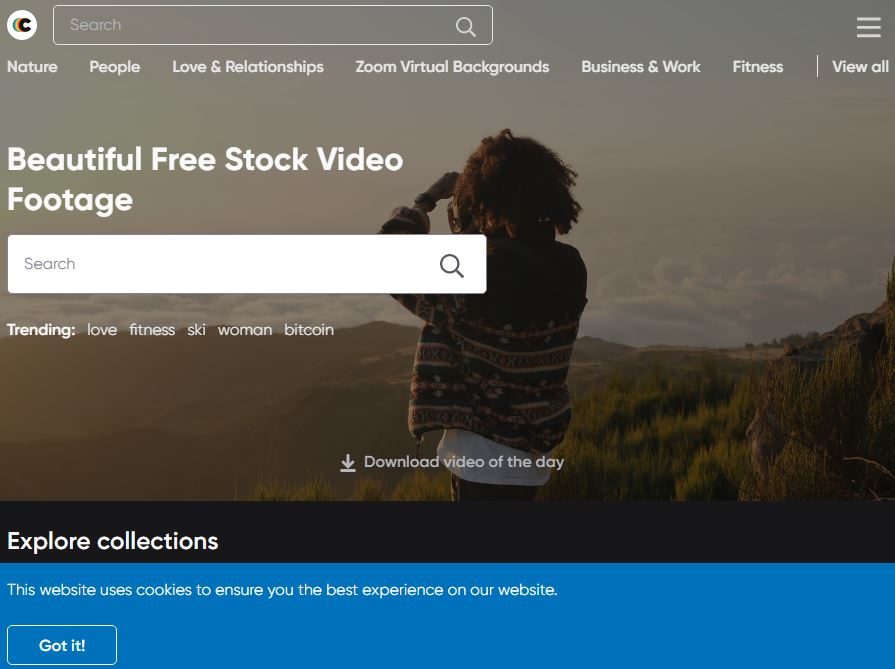 Search
Nature People Love & Relationships Zoom Virtual Backgrounds Business & Work Fitness View all
Beautiful Free Stock Video
Footage
Search
Trending: love fitness ski woman bitcoin
Download video of the day
Explore collections
This website uses cookies to ensure you the best experience on our website.
Got it!